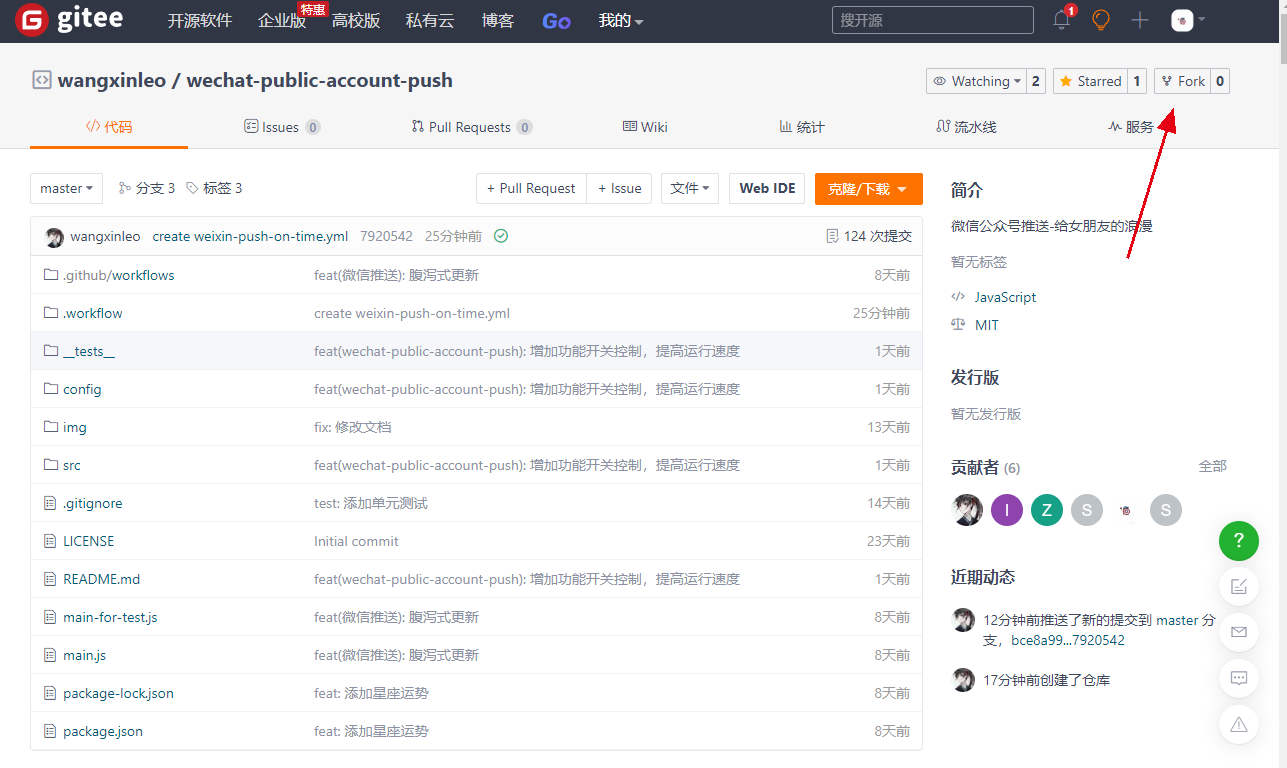 gitee 开源软件 企业版 特惠 高校版 私有云 博客 Go 我的 搜开源 1
wangxinleo / wechat-public-account-push Watching 2 Starred 1 Fork 0
代码 Issues 0 Pull Requests 0 Wiki 统计 流水线 服务
master 分支 3 标签 3 + Pull Request + Issue 文件 Web IDE 克隆/下载
wangxinleo create weixin-push-on-time.yml 7920542 25分钟前 124 次提交
.github/workflows feat(微信推送): 腹泻式更新 8天前
.workflow create weixin-push-on-time.yml 25分钟前
__tests__ feat(wechat-public-account-push): 增加功能开关控制，提高运行速度 1天前
config feat(wechat-public-account-push): 增加功能开关控制，提高运行速度 1天前
img fix: 修改文档 13天前
src feat(wechat-public-account-push): 增加功能开关控制，提高运行速度 1天前
.gitignore test: 添加单元测试 14天前
LICENSE Initial commit 23天前
README.md feat(wechat-public-account-push): 增加功能开关控制，提高运行速度 1天前
main-for-test.js feat(微信推送): 腹泻式更新 8天前
main.js feat(微信推送): 腹泻式更新 8天前
package-lock.json feat: 添加星座运势 8天前
package.json feat: 添加星座运势 8天前
简介
微信公众号推送-给女朋友的浪漫
暂无标签
JavaScript
MIT
发行版
暂无发行版
贡献者 (6) 全部
I Z S S
?
近期动态
12分钟前推送了新的提交到 master 分
支，bce8a99...7920542
17分钟前创建了仓库